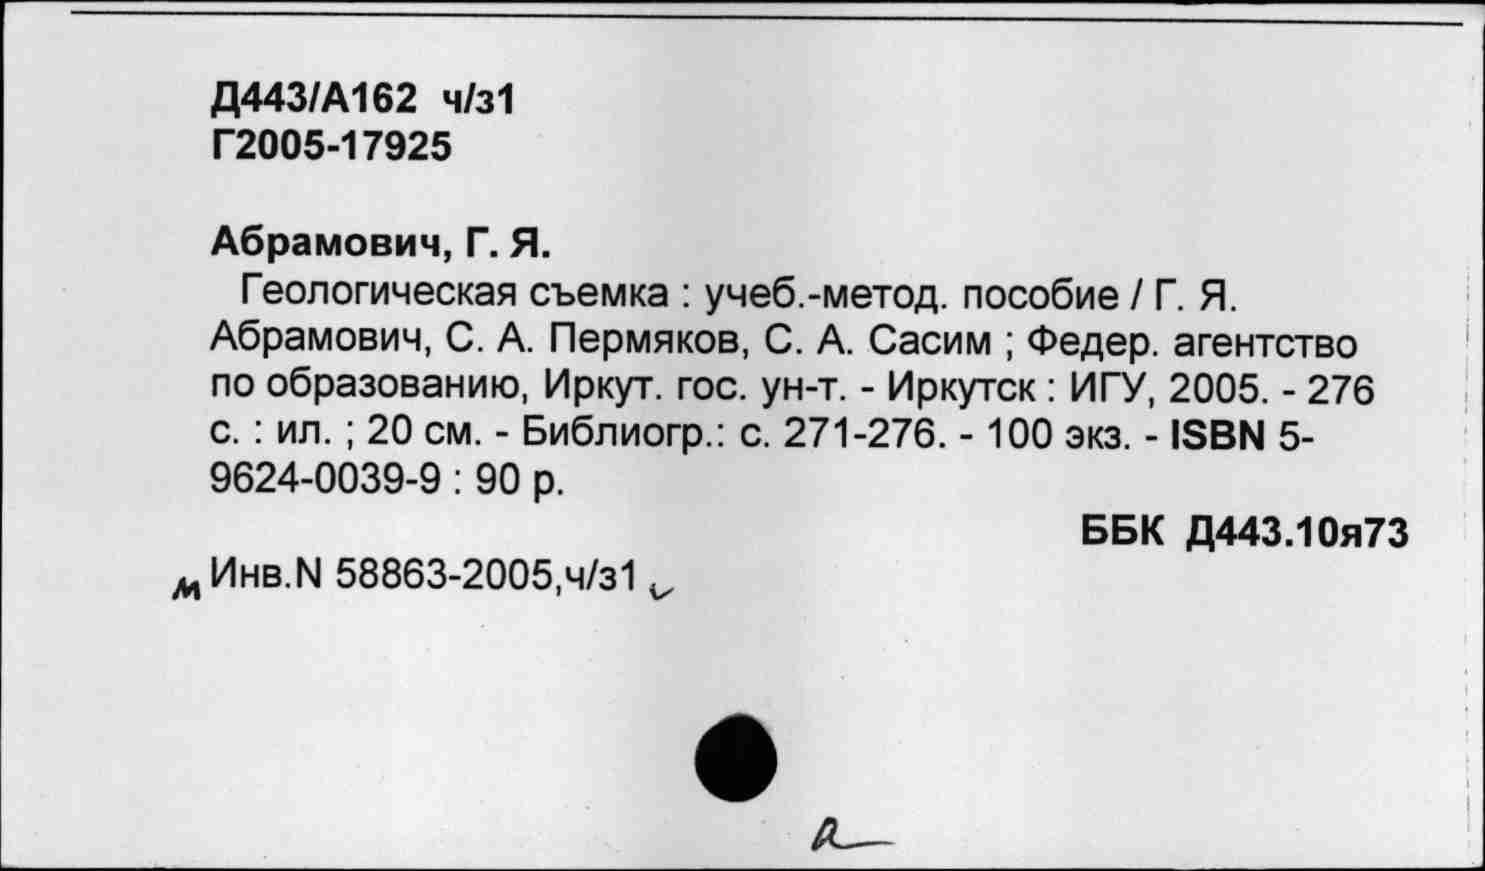 Д443/А162 ч/з1
Г2005-17925
Абрамович, Г. Я.
Геологическая съемка : учеб.-метод. пособие / Г. Я.
Абрамович, С. А. Пермяков, С. А. Сасим ; Федер. агентство
по образованию, Иркут. гос. ун-т. - Иркутск : ИГУ, 2005. - 276
с. : ил. ; 20 см. - Библиогр.: с. 271-276. - 100 экз. - ISBN 5-
9624-0039-9 : 90 р.
ББК Д443.10я73
м Инв.N 58863-2005,ч/з1
а